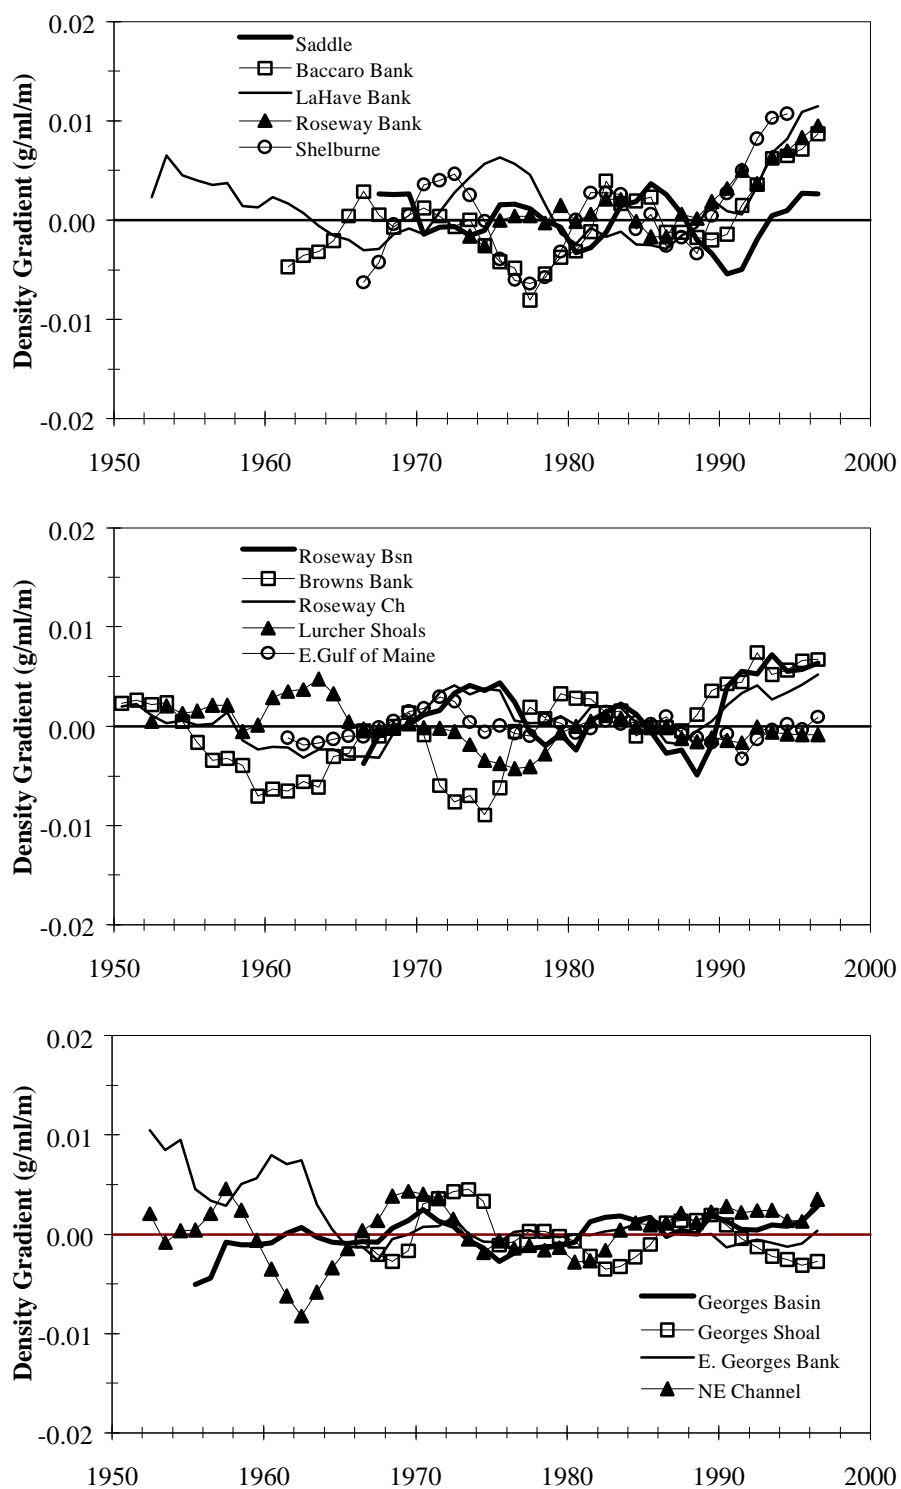 0.02
0.01
0.00
-0.01
-0.02
Density Gradient (g/ml/m)
Saddle
Baccaro Bank
LaHave Bank
Roseway Bank
Shelburne
1950 1960 1970 1980 1990 2000
0.02
0.01
0.00
-0.01
-0.02
Density Gradient (g/ml/m)
Roseway Bsn
Browns Bank
Roseway Ch
Lurcher Shoals
E.Gulf of Maine
1950 1960 1970 1980 1990 2000
0.02
0.01
0.00
-0.01
-0.02
Density Gradient (g/ml/m)
Georges Basin
Georges Shoal
E. Georges Bank
NE Channel
1950 1960 1970 1980 1990 2000